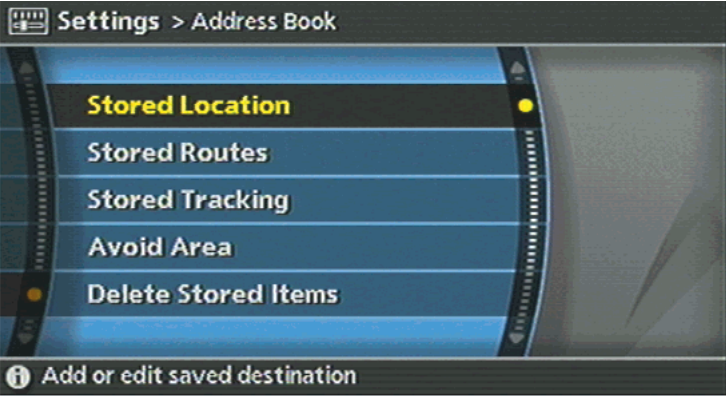 Settings > Address Book
Stored Location
Stored Routes
Stored Tracking
Avoid Area
Delete Stored Items
Add or edit saved destination